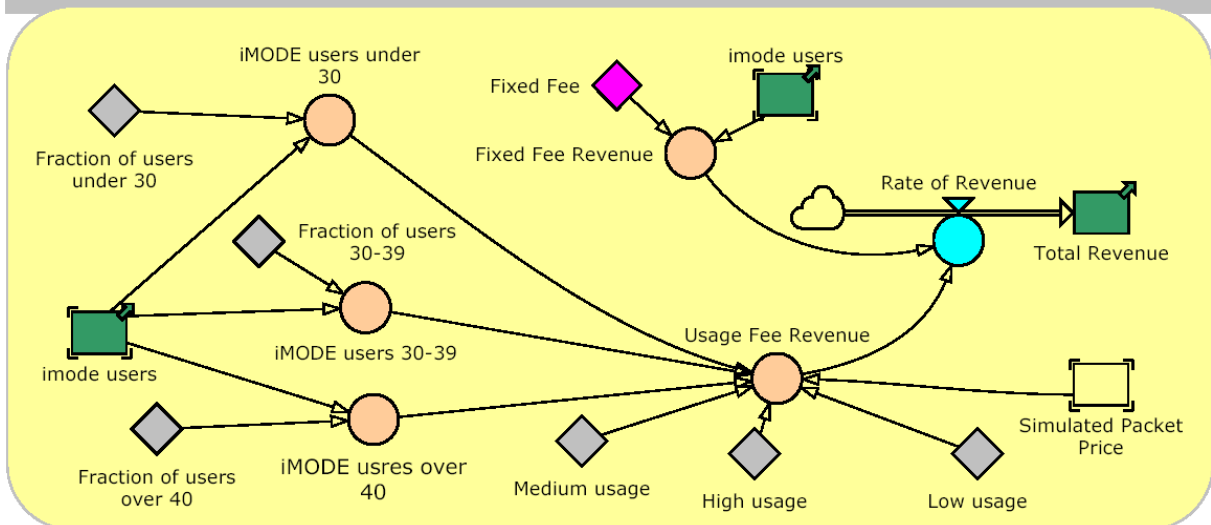 iMODE users under
30
imode users
Fixed Fee
Fraction of users
under 30
Fixed Fee Revenue
Rate of Revenue
Fraction of users
30-39
Total Revenue
Usage Fee Revenue
iMODE users 30-39
imode users
Simulated Packet
Price
iMODE usres over
40
Fraction of users
over 40
Medium usage
High usage
Low usage